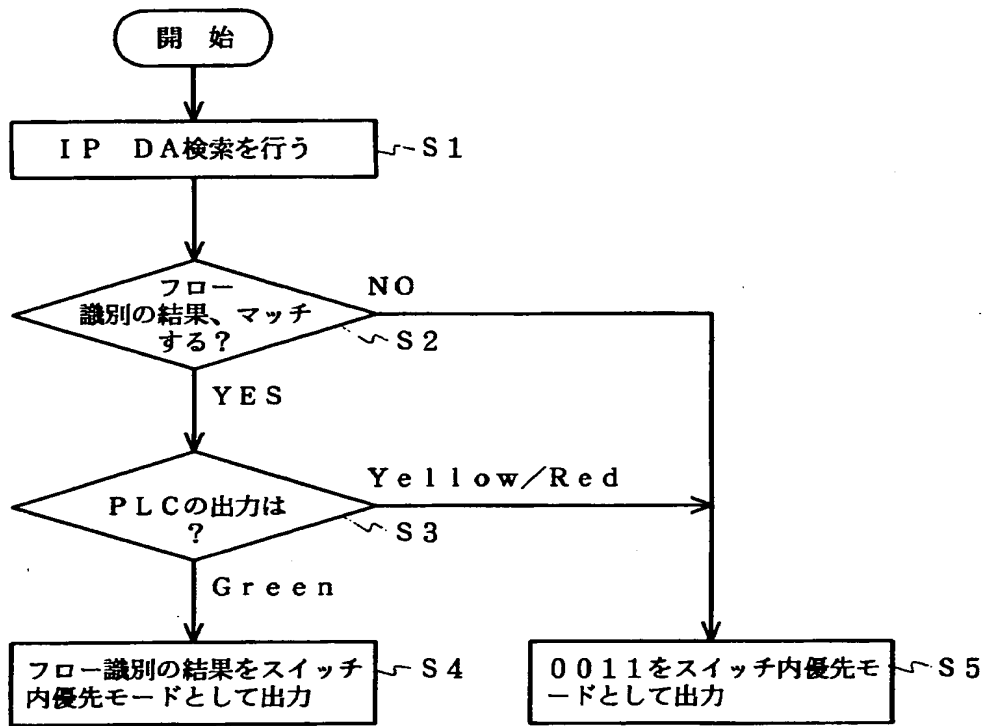 開　始
ＩＰ　ＤＡ検索を行う
Ｓ１
フロー
識別の結果、マッチ
する？
ＮＯ
Ｓ２
ＹＥＳ
ＰＬＣの出力は
？
Ｙｅｌｌｏｗ／Ｒｅｄ
Ｓ３
Ｇｒｅｅｎ
フロー識別の結果をスイッチ
内優先モードとして出力
Ｓ４
００１１をスイッチ内優先モ
ードとして出力
Ｓ５